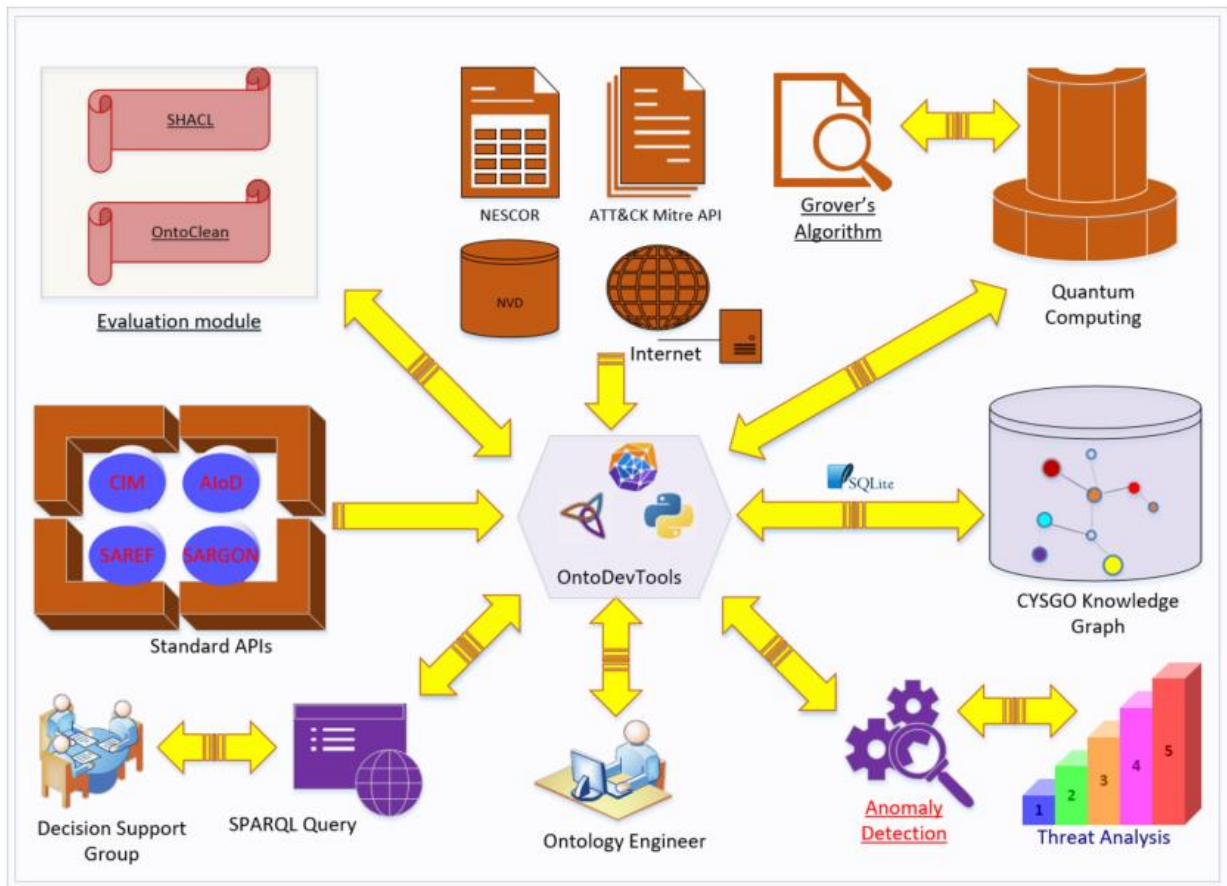 SHACL
OntoClean
Evaluation module
NESCOR
ATT&CK Mitre API
NVD
Internet
Grover's
Algorithm
Quantum
Computing
CIM
AIoD
SAREF
SARGON
Standard APIs
OntoDevTools
SQLite
CYSGO Knowledge
Graph
Decision Support
Group
SPARQL Query
Ontology Engineer
Anomaly
Detection
1
2
3
4
5
Threat Analysis